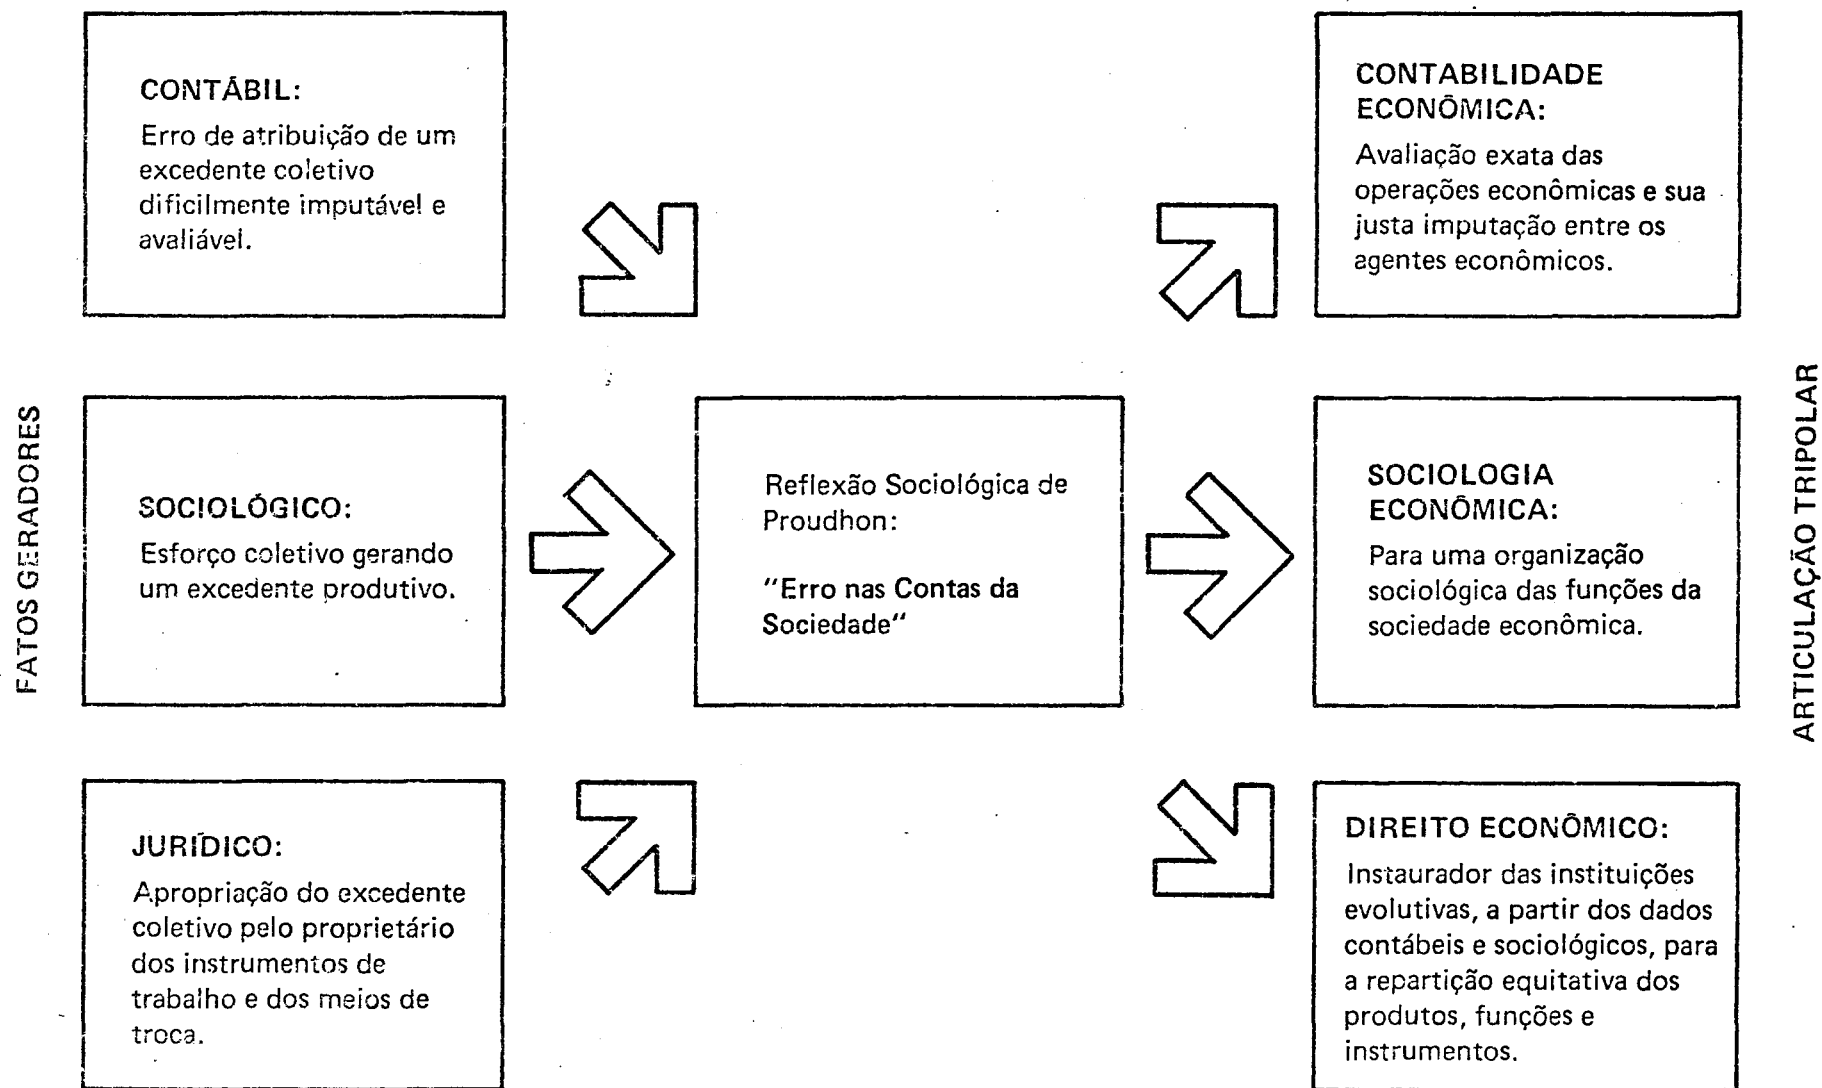 FATOS GERADORES
CONTÁBIL:
Erro de atribuição de um
excedente coletivo
dificilmente imputável e
avaliável.
SOCIOLÓGICO:
Esforço coletivo gerando
um excedente produtivo.
JURÍDICO:
Apropriação do excedente
coletivo pelo proprietário
dos instrumentos de
trabalho e dos meios de
troca.
Reflexão Sociológica de
Proudhon:
"Erro nas Contas da
Sociedade"
CONTABILIDADE
ECONÔMICA:
Avaliação exata das
operações econômicas e sua
justa imputação entre os
agentes econômicos.
SOCIOLOGIA
ECONÔMICA:
Para uma organização
sociológica das funções da
sociedade econômica.
DIREITO ECONÔMICO:
Instaurador das instituições
evolutivas, a partir dos dados
contábeis e sociológicos, para
a repartição equitativa dos
produtos, funções e
instrumentos.
ARTICULAÇÃO TRIPOLAR